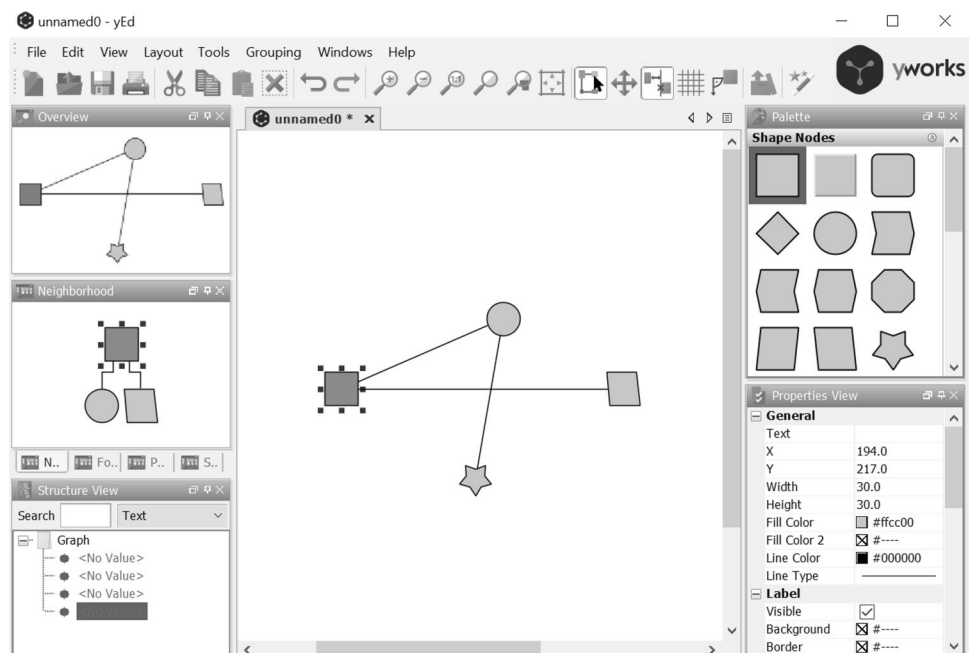 unnamed0 - yEd
File Edit View Layout Tools Grouping Windows Help
yworks
Overview
unnamed0 *
Palette
Shape Nodes
Neighborhood
N.. Fo.. P.. S..
Structure View
Search Text
Graph
<No Value>
<No Value>
<No Value>
Properties View
General
Text
X 194.0
Y 217.0
Width 30.0
Height 30.0
Fill Color #ffcc00
Fill Color 2 #----
Line Color #000000
Line Type
Label
Visible
Background #----
Border #----